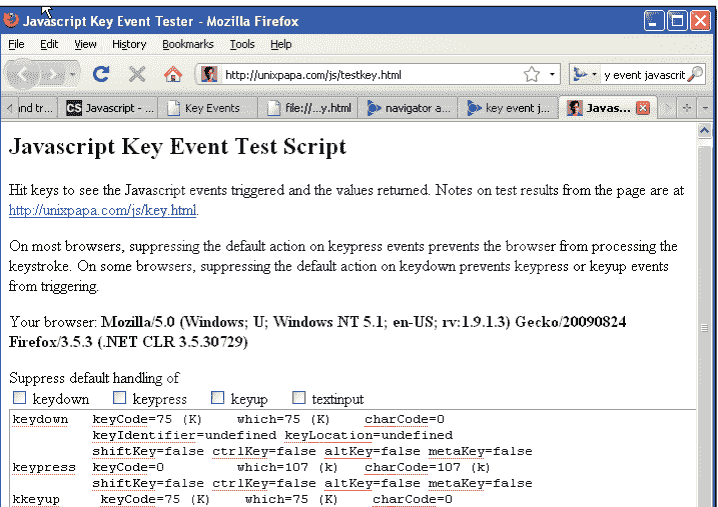 Javascript Key Event Tester - Mozilla Firefox
File Edit View History Bookmarks Tools Help
http://unixpapa.com/js/testkey.html y event javascrit
nd tr... CS Javascript - ... Key Events file://...y.html navigator a... key event j... Javas...
Javascript Key Event Test Script
Hit keys to see the Javascript events triggered and the values returned. Notes on test results from the page are at
http://unixpapa.com/js/key.html.
On most browsers, suppressing the default action on keypress events prevents the browser from processing the
keystroke. On some browsers, suppressing the default action on keydown prevents keypress or keyup events
from triggering.
Your browser: Mozilla/5.0 (Windows; U; Windows NT 5.1; en-US; rv:1.9.1.3) Gecko/20090824
Firefox/3.5.3 (.NET CLR 3.5.30729)
Suppress default handling of
keydown keypress keyup textinput
keydown keyCode=75 (K) which=75 (K) charCode=0
keyIdentifier=undefined keyLocation=undefined
shiftKey=false ctrlKey=false altKey=false metaKey=false
keypress keyCode=0 which=107 (k) charCode=107 (k)
shiftKey=false ctrlKey=false altKey=false metaKey=false
kkeyup keyCode=75 (K) which=75 (K) charCode=0